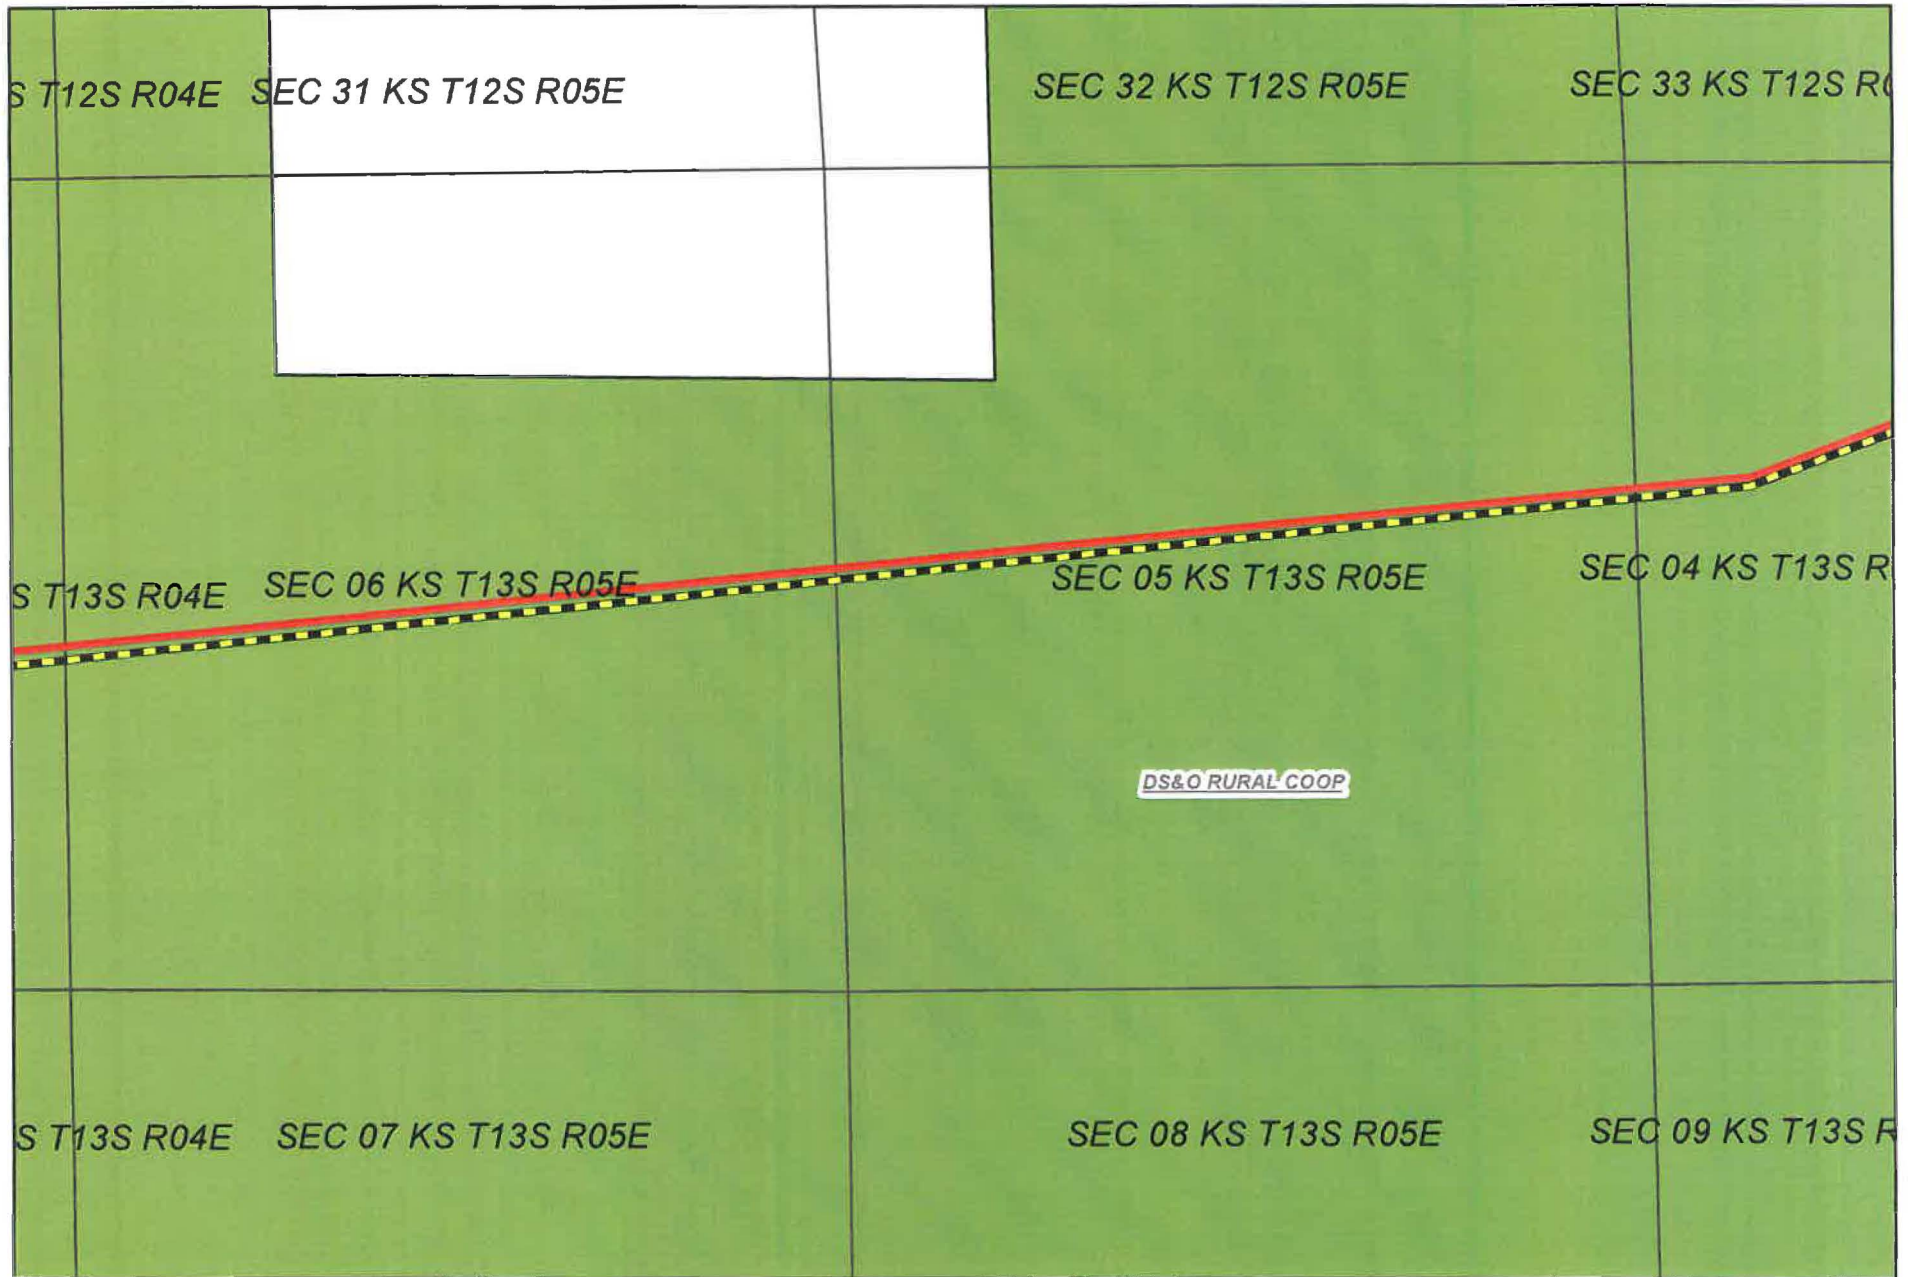 S T12S R04E
SEC 31 KS T12S R05E
SEC 32 KS T12S R05E
SEC 33 KS T12S R0
S T13S R04E
SEC 06 KS T13S R05E
SEC 05 KS T13S R05E
SEC 04 KS T13S R
DS&O RURAL COOP
S T13S R04E
SEC 07 KS T13S R05E
SEC 08 KS T13S R05E
SEC 09 KS T13S R